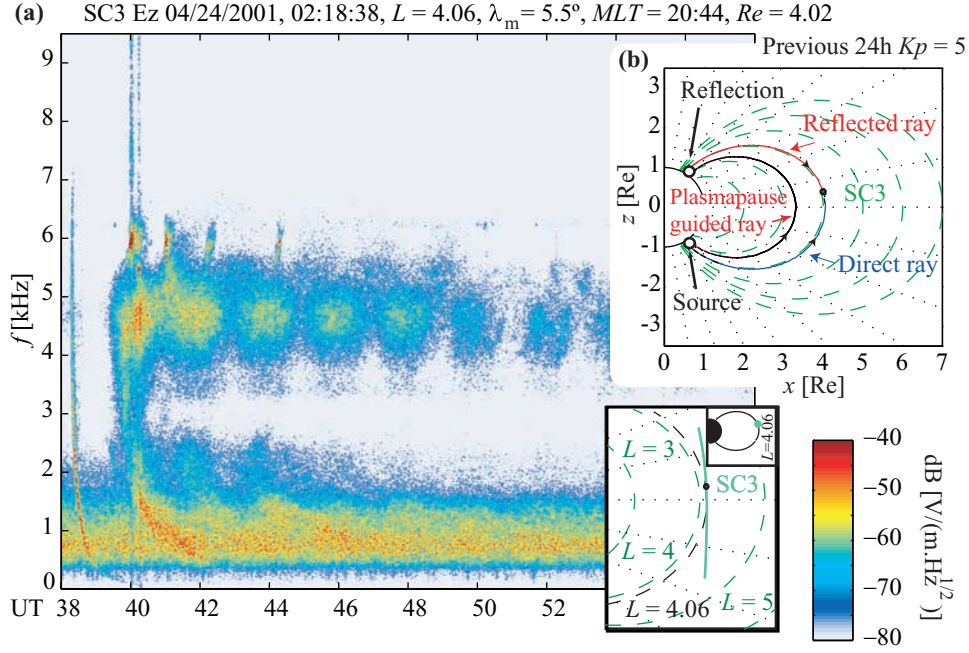 (a) SC3 Ez 04/24/2001, 02:18:38, L = 4.06, λm = 5.5º, MLT = 20:44, Re = 4.02
Previous 24h Kp = 5
(b)
f [kHz]
9
8
7
6
5
4
3
2
1
0
UT 38 40 42 44 46 48 50 52
z [Re]
3
2
1
0
-1
-2
-3
Reflection
Reflected ray
SC3
Plasmapause
guided ray
Direct ray
Source
0 1 2 3 4 5 6 7
x [Re]
L = 3
L=4.06
SC3
L = 4
L = 4.06
L = 5
−40
−50
−60
−70
−80
dB [V/(m.Hz1/2)]